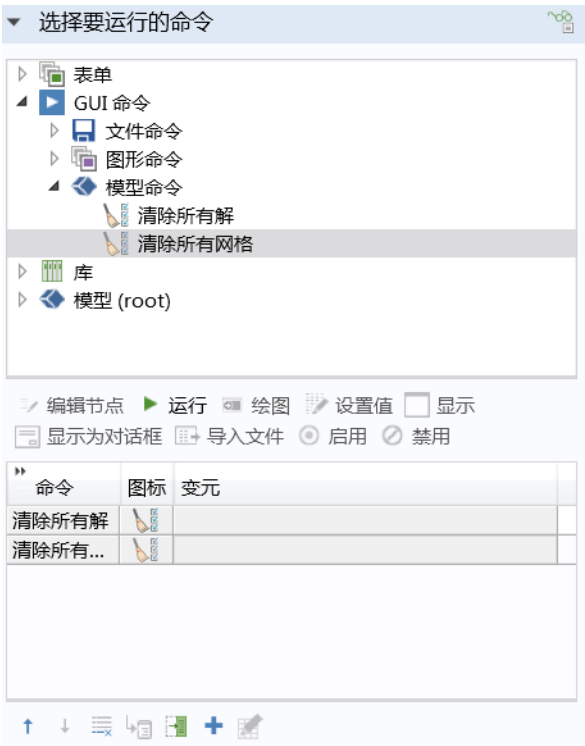 选择要运行的命令
表单
GUI 命令
文件命令
图形命令
模型命令
清除所有解
清除所有网格
库
模型 (root)
编辑节点 运行 绘图 设置值 显示
显示为对话框 导入文件 启用 禁用
命令 图标 变元
清除所有解
清除所有...